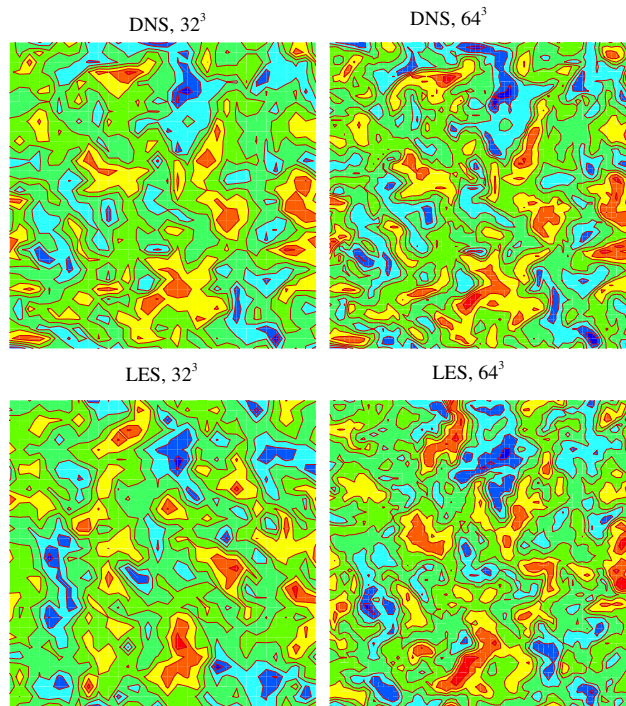 DNS, 32³
DNS, 64³
LES, 32³
LES, 64³